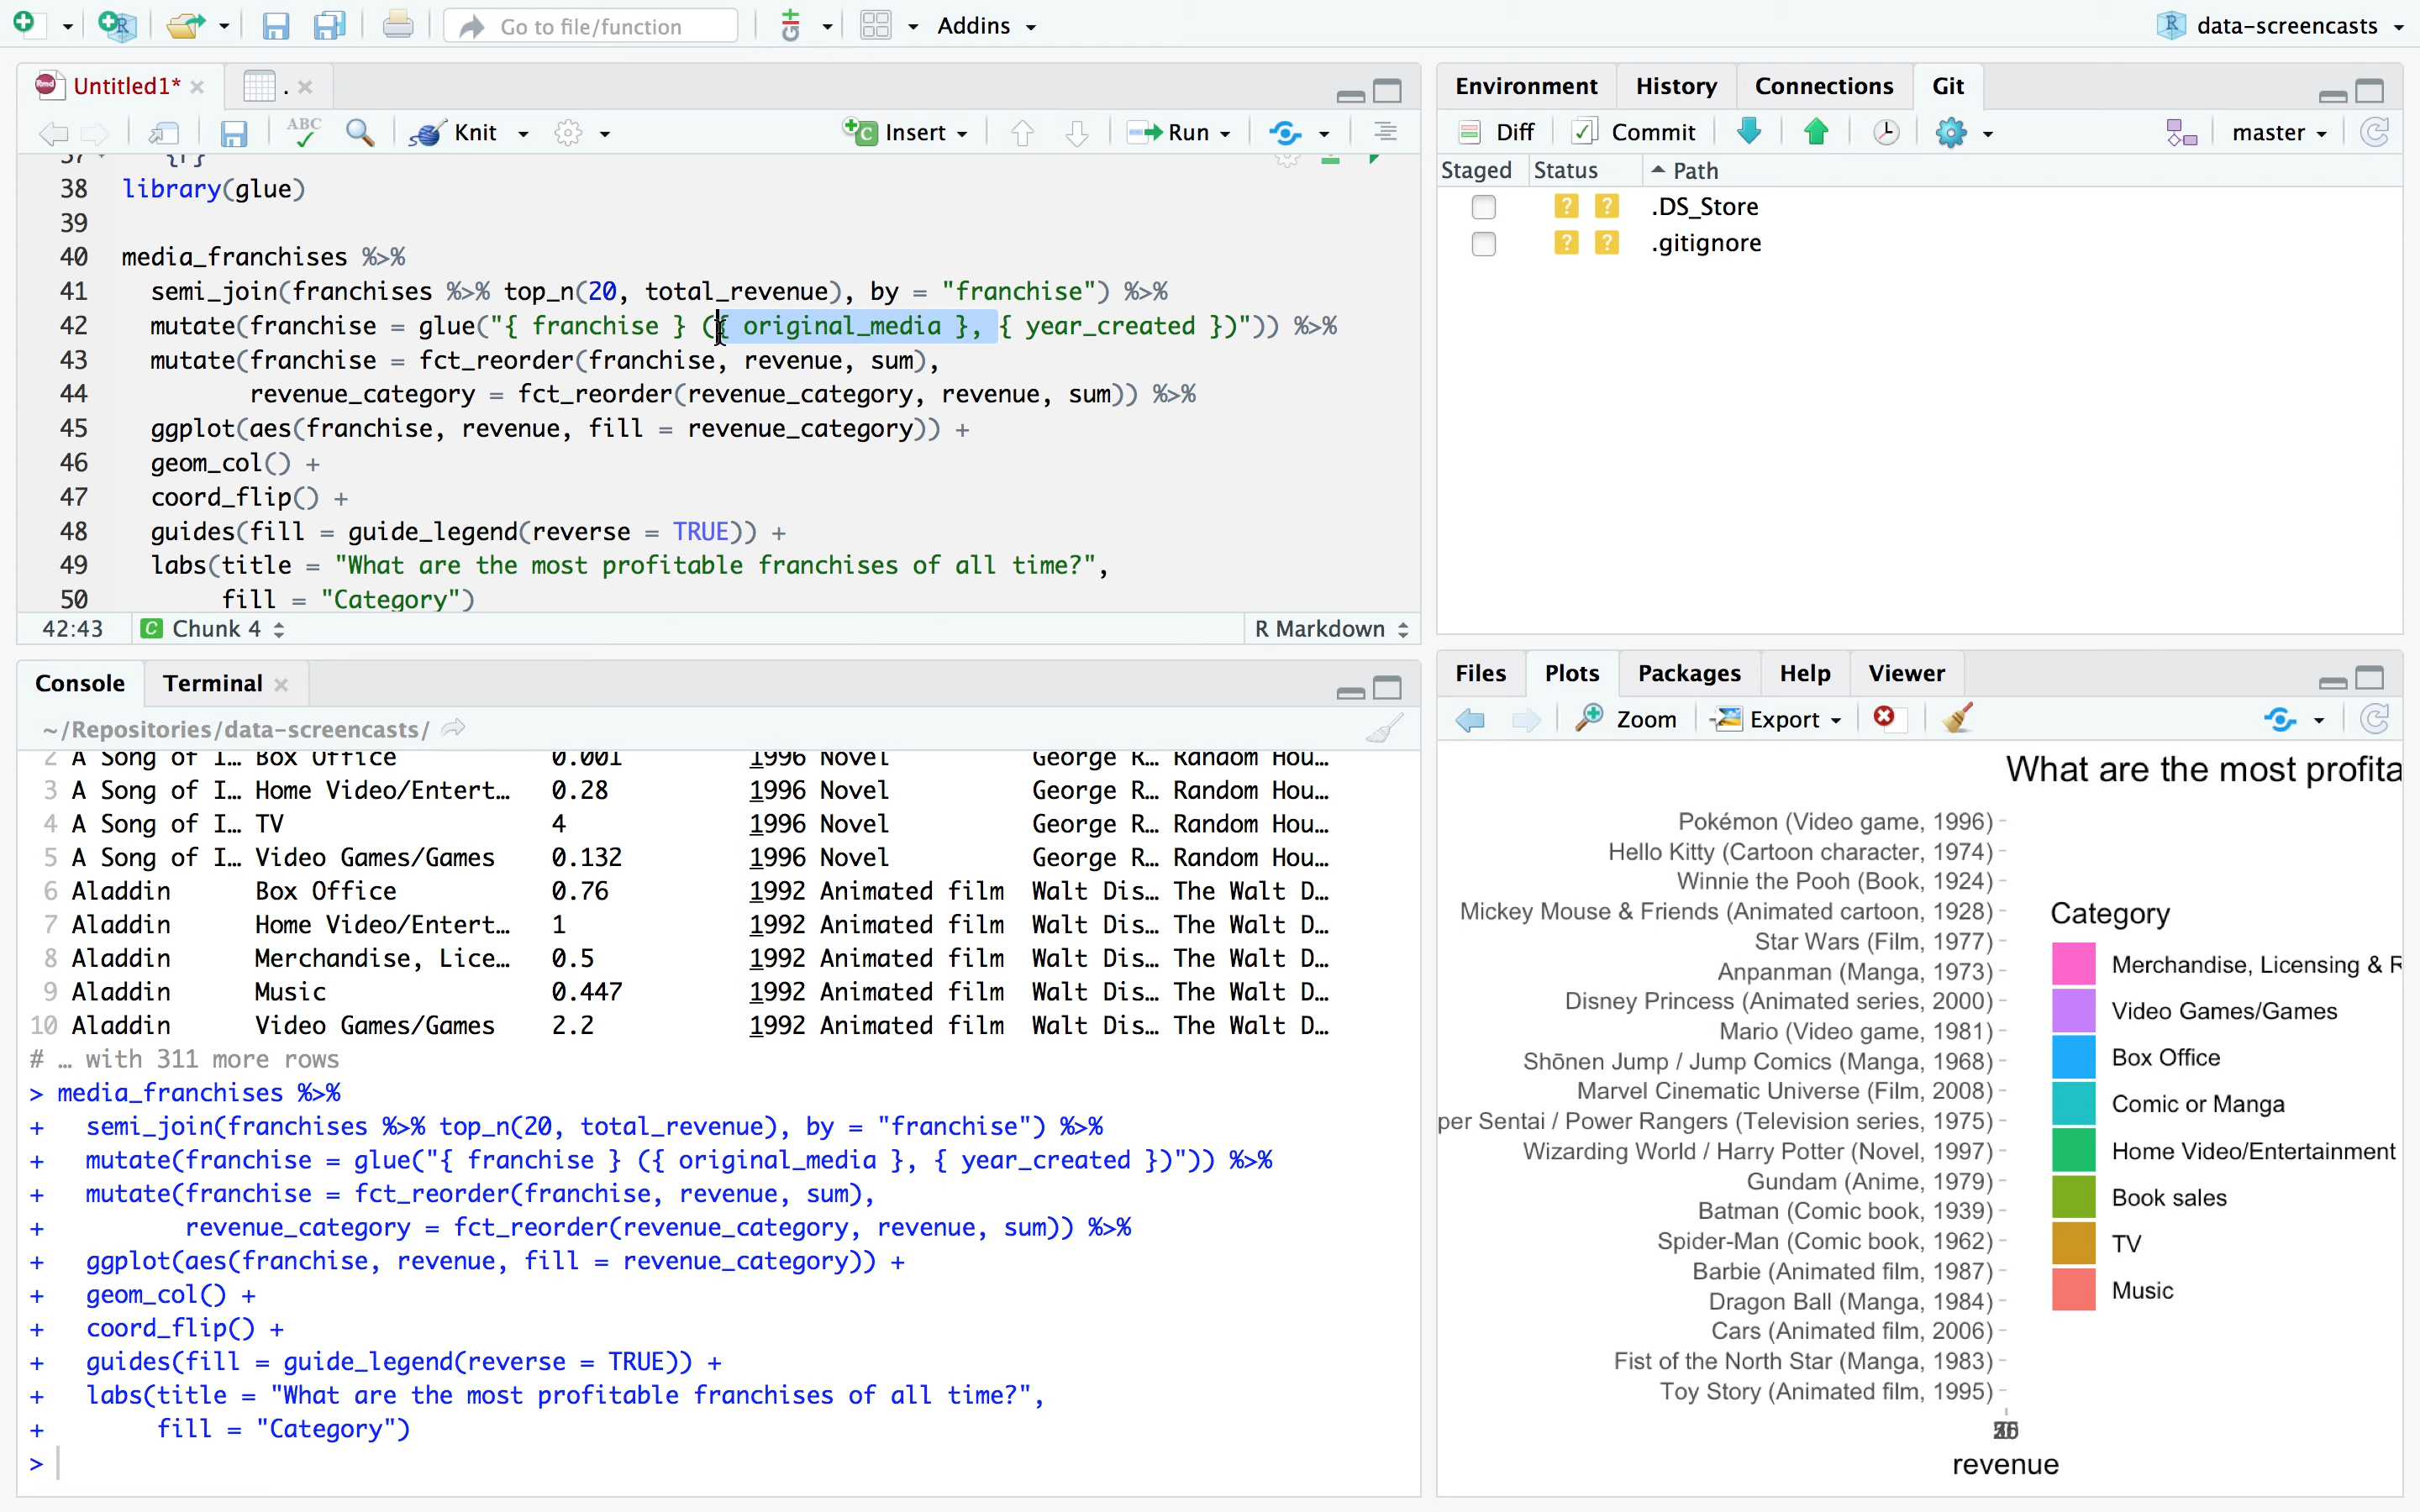 Go to file/function
Addins
data-screencasts
Untitled1*
.
ABC
Knit
Insert
Run
37 {r}
38 library(glue)
39
40 media_franchises %>%
41 semi_join(franchises %>% top_n(20, total_revenue), by = "franchise") %>%
42 mutate(franchise = glue("{ franchise } ({ original_media }, { year_created })")) %>%
43 mutate(franchise = fct_reorder(franchise, revenue, sum),
44 revenue_category = fct_reorder(revenue_category, revenue, sum)) %>%
45 ggplot(aes(franchise, revenue, fill = revenue_category)) +
46 geom_col() +
47 coord_flip() +
48 guides(fill = guide_legend(reverse = TRUE)) +
49 labs(title = "What are the most profitable franchises of all time?",
50 fill = "Category")
42:43 C Chunk 4 R Markdown
Console Terminal
~/Repositories/data-screencasts/
2 A Song of I… Box Office 0.001 1996 Novel George R… Random Hou…
3 A Song of I… Home Video/Entert… 0.28 1996 Novel George R… Random Hou…
4 A Song of I… TV 4 1996 Novel George R… Random Hou…
5 A Song of I… Video Games/Games 0.132 1996 Novel George R… Random Hou…
6 Aladdin Box Office 0.76 1992 Animated film Walt Dis… The Walt D…
7 Aladdin Home Video/Entert… 1 1992 Animated film Walt Dis… The Walt D…
8 Aladdin Merchandise, Lice… 0.5 1992 Animated film Walt Dis… The Walt D…
9 Aladdin Music 0.447 1992 Animated film Walt Dis… The Walt D…
10 Aladdin Video Games/Games 2.2 1992 Animated film Walt Dis… The Walt D…
# … with 311 more rows
> media_franchises %>%
+ semi_join(franchises %>% top_n(20, total_revenue), by = "franchise") %>%
+ mutate(franchise = glue("{ franchise } ({ original_media }, { year_created })")) %>%
+ mutate(franchise = fct_reorder(franchise, revenue, sum),
+ revenue_category = fct_reorder(revenue_category, revenue, sum)) %>%
+ ggplot(aes(franchise, revenue, fill = revenue_category)) +
+ geom_col() +
+ coord_flip() +
+ guides(fill = guide_legend(reverse = TRUE)) +
+ labs(title = "What are the most profitable franchises of all time?",
+ fill = "Category")
>
Environment History Connections Git
Diff Commit master
Staged Status Path
? ? .DS_Store
? ? .gitignore
Files Plots Packages Help Viewer
Zoom Export
What are the most profita
Pokémon (Video game, 1996)
Hello Kitty (Cartoon character, 1974)
Winnie the Pooh (Book, 1924)
Mickey Mouse & Friends (Animated cartoon, 1928)
Star Wars (Film, 1977)
Anpanman (Manga, 1973)
Disney Princess (Animated series, 2000)
Mario (Video game, 1981)
Shōnen Jump / Jump Comics (Manga, 1968)
Marvel Cinematic Universe (Film, 2008)
per Sentai / Power Rangers (Television series, 1975)
Wizarding World / Harry Potter (Novel, 1997)
Gundam (Anime, 1979)
Batman (Comic book, 1939)
Spider-Man (Comic book, 1962)
Barbie (Animated film, 1987)
Dragon Ball (Manga, 1984)
Cars (Animated film, 2006)
Fist of the North Star (Manga, 1983)
Toy Story (Animated film, 1995)
revenue
Category
Merchandise, Licensing & R
Video Games/Games
Box Office
Comic or Manga
Home Video/Entertainment
Book sales
TV
Music